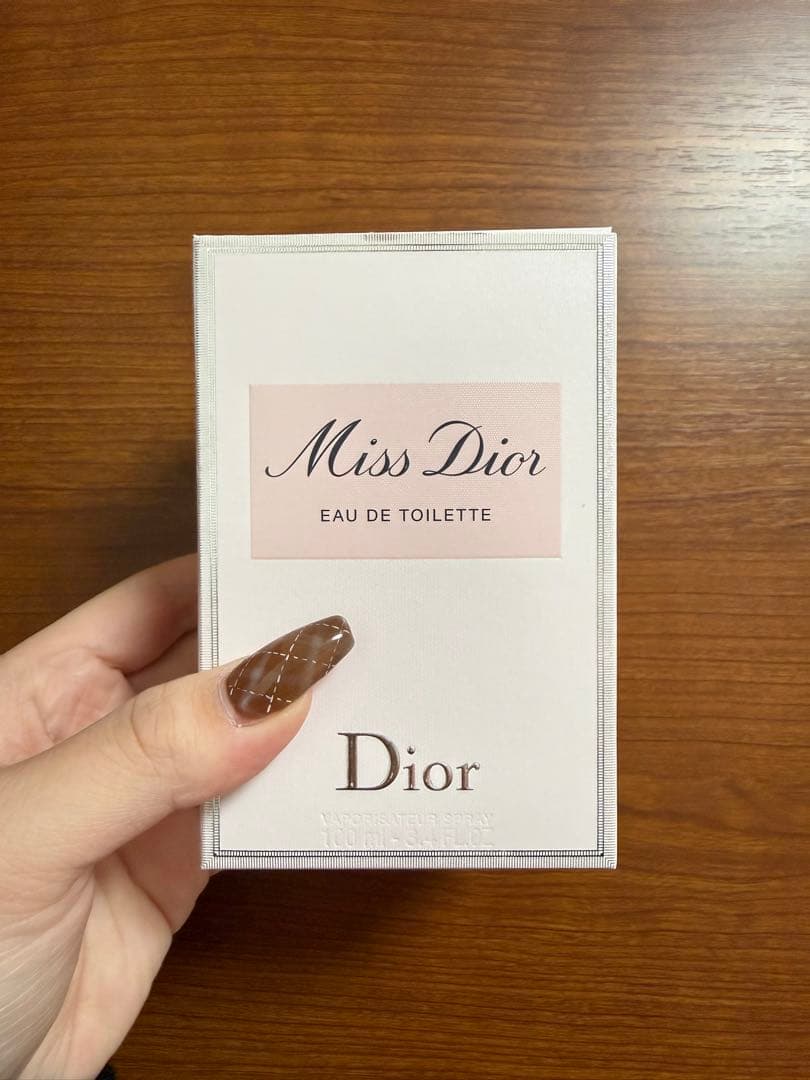 Miss Dior
EAU DE TOILETTE
Dior
VAPORISATEUR SPRAY
100 ml - 3.4 FL.OZ